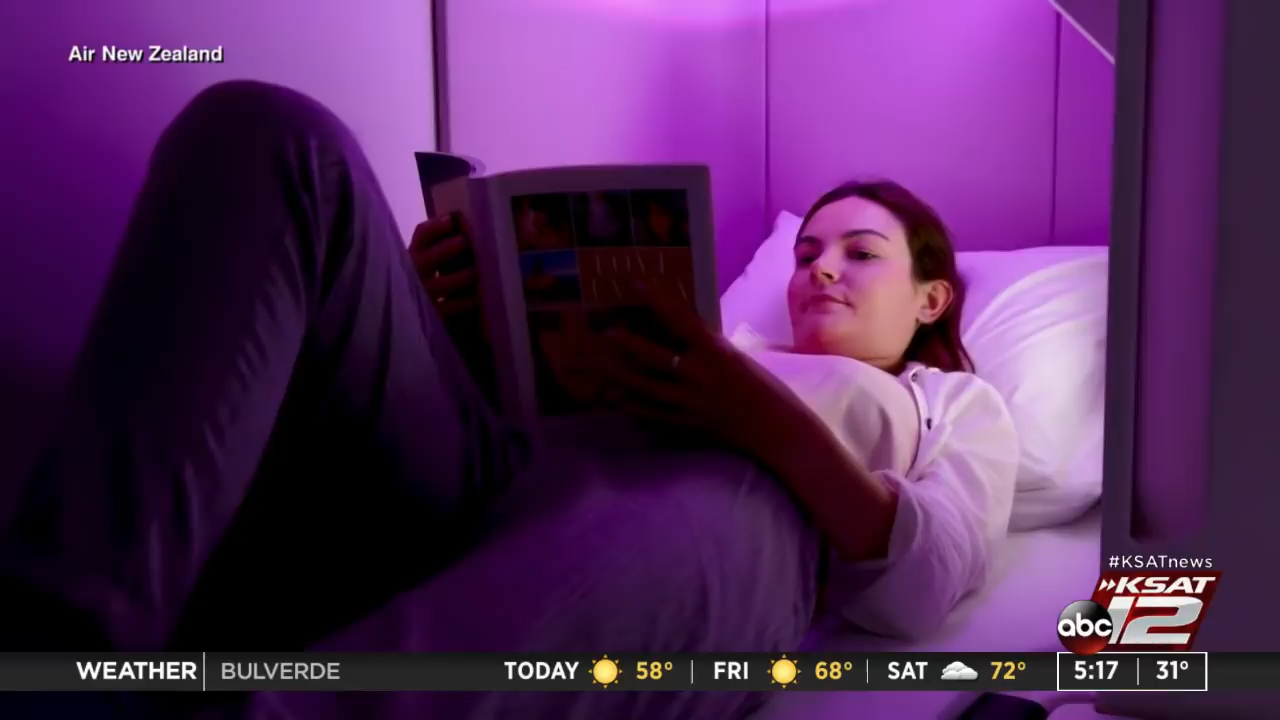 Air New Zealand
#KSATnews
KSAT
12
abc
WEATHER BULVERDE TODAY 58° FRI 68° SAT 72° 5:17 31°